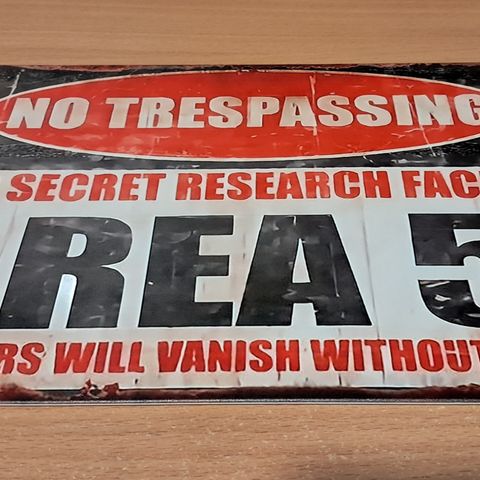 NO TRESPASSING
SECRET RESEARCH FAC
REA 5
RS WILL VANISH WITHOUT